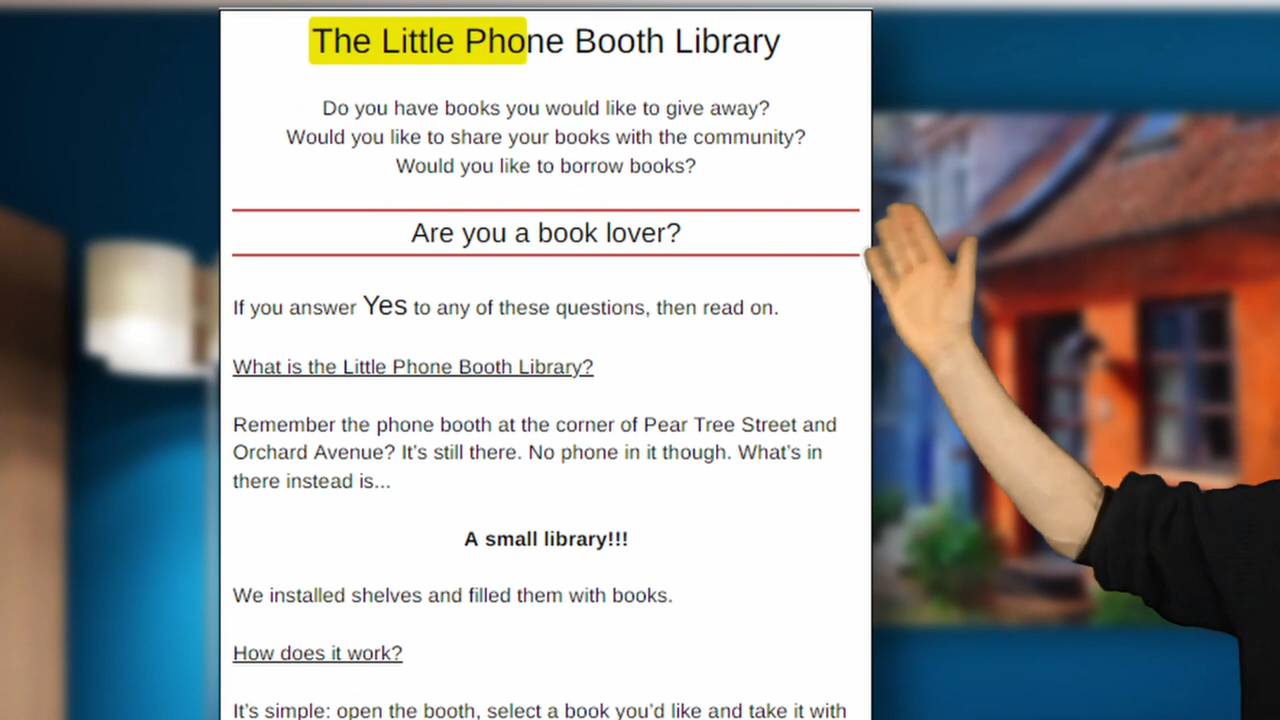 The Little Phone Booth Library
Do you have books you would like to give away?
Would you like to share your books with the community?
Would you like to borrow books?
Are you a book lover?
If you answer Yes to any of these questions, then read on.
What is the Little Phone Booth Library?
Remember the phone booth at the corner of Pear Tree Street and
Orchard Avenue? It’s still there. No phone in it though. What’s in
there instead is...
A small library!!!
We installed shelves and filled them with books.
How does it work?
It’s simple: open the booth, select a book you’d like and take it with